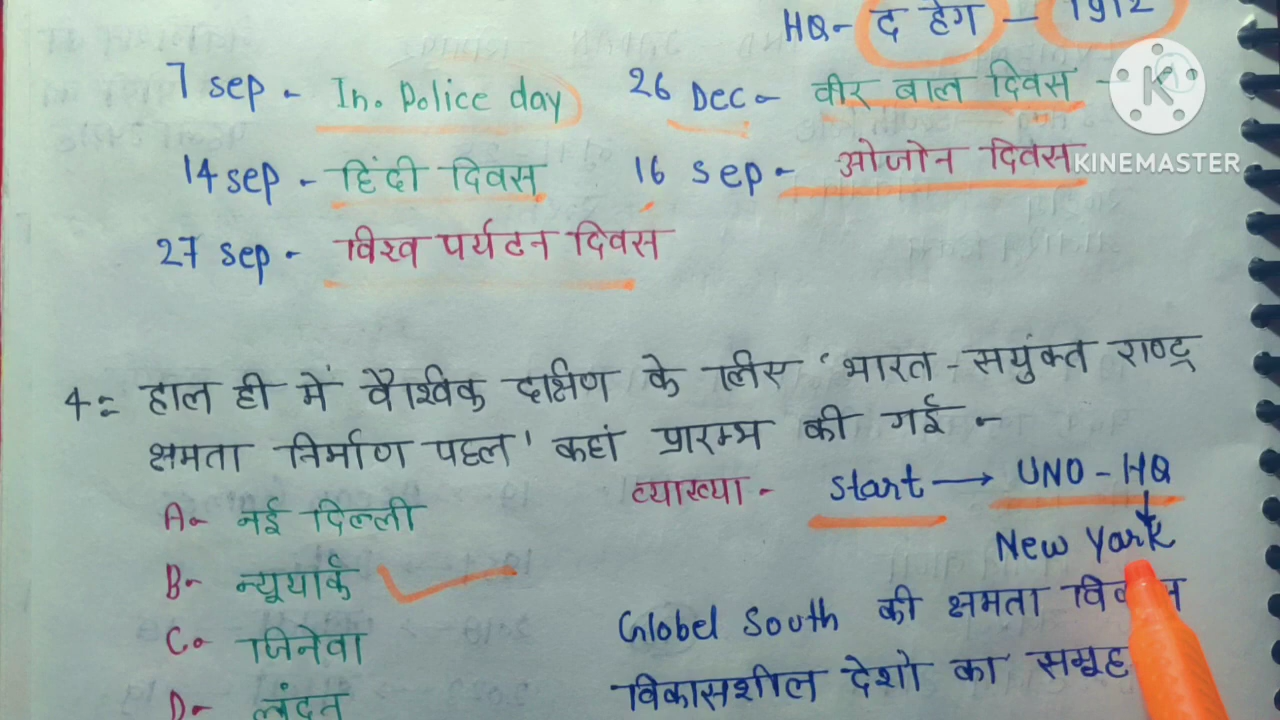 HQ- द हेग - 1912
7 sep - In. Police day
26 Dec - वीर बाल दिवस -
14 sep - हिंदी दिवस
16 sep - ओजोन दिवस
KINEMASTER
27 sep - विश्व पर्यटन दिवस
4:= हाल ही में वैश्विक दक्षिण के लिए 'भारत - सयुंक्त राष्ट्र
क्षमता निर्माण पहल' कहां प्रारम्भ की गई -
व्याख्या - start → UNO - HQ
A- नई दिल्ली
New York
B- न्यूयार्क
Globel South की क्षमता
C- जिनेवा
विकासशील देशो का समूह
D- लंदन